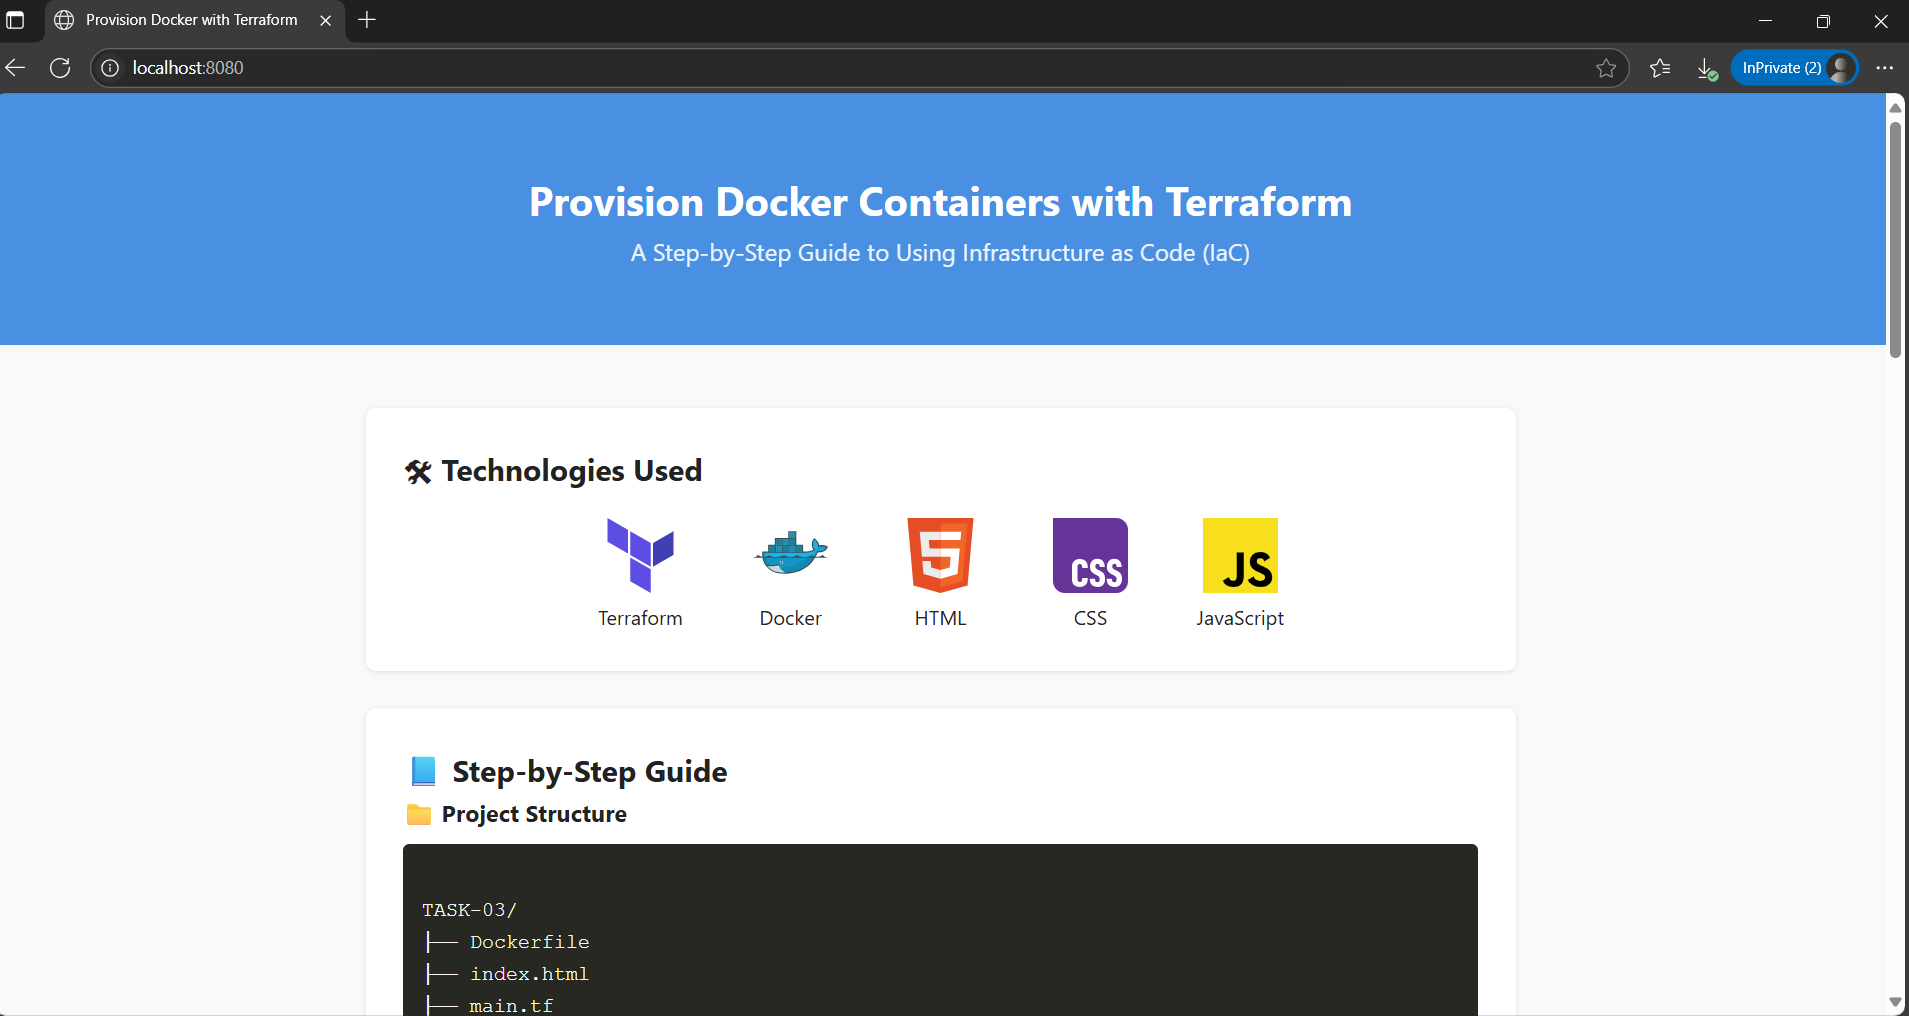 Provision Docker with Terraform
localhost:8080
InPrivate (2)
Provision Docker Containers with Terraform
A Step-by-Step Guide to Using Infrastructure as Code (IaC)
🛠 Technologies Used
5
CSS
JS
Terraform
Docker
HTML
CSS
JavaScript
📘 Step-by-Step Guide
📁 Project Structure
TASK-03/
├── Dockerfile
├── index.html
├── main.tf